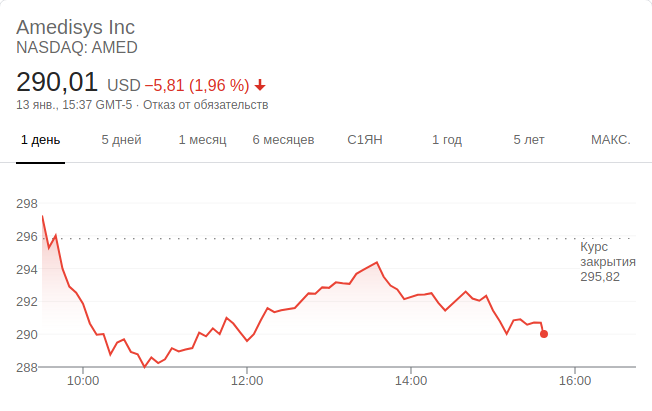 Amedisys Inc
NASDAQ: AMED
290,01 USD −5,81 (1,96 %)
13 янв., 15:37 GMT-5 · Отказ от обязательств
1 день 5 дней 1 месяц 6 месяцев С1ЯН 1 год 5 лет МАКС.
298
296
Курс
закрытия
295,82
294
292
290
288
10:00 12:00 14:00 16:00